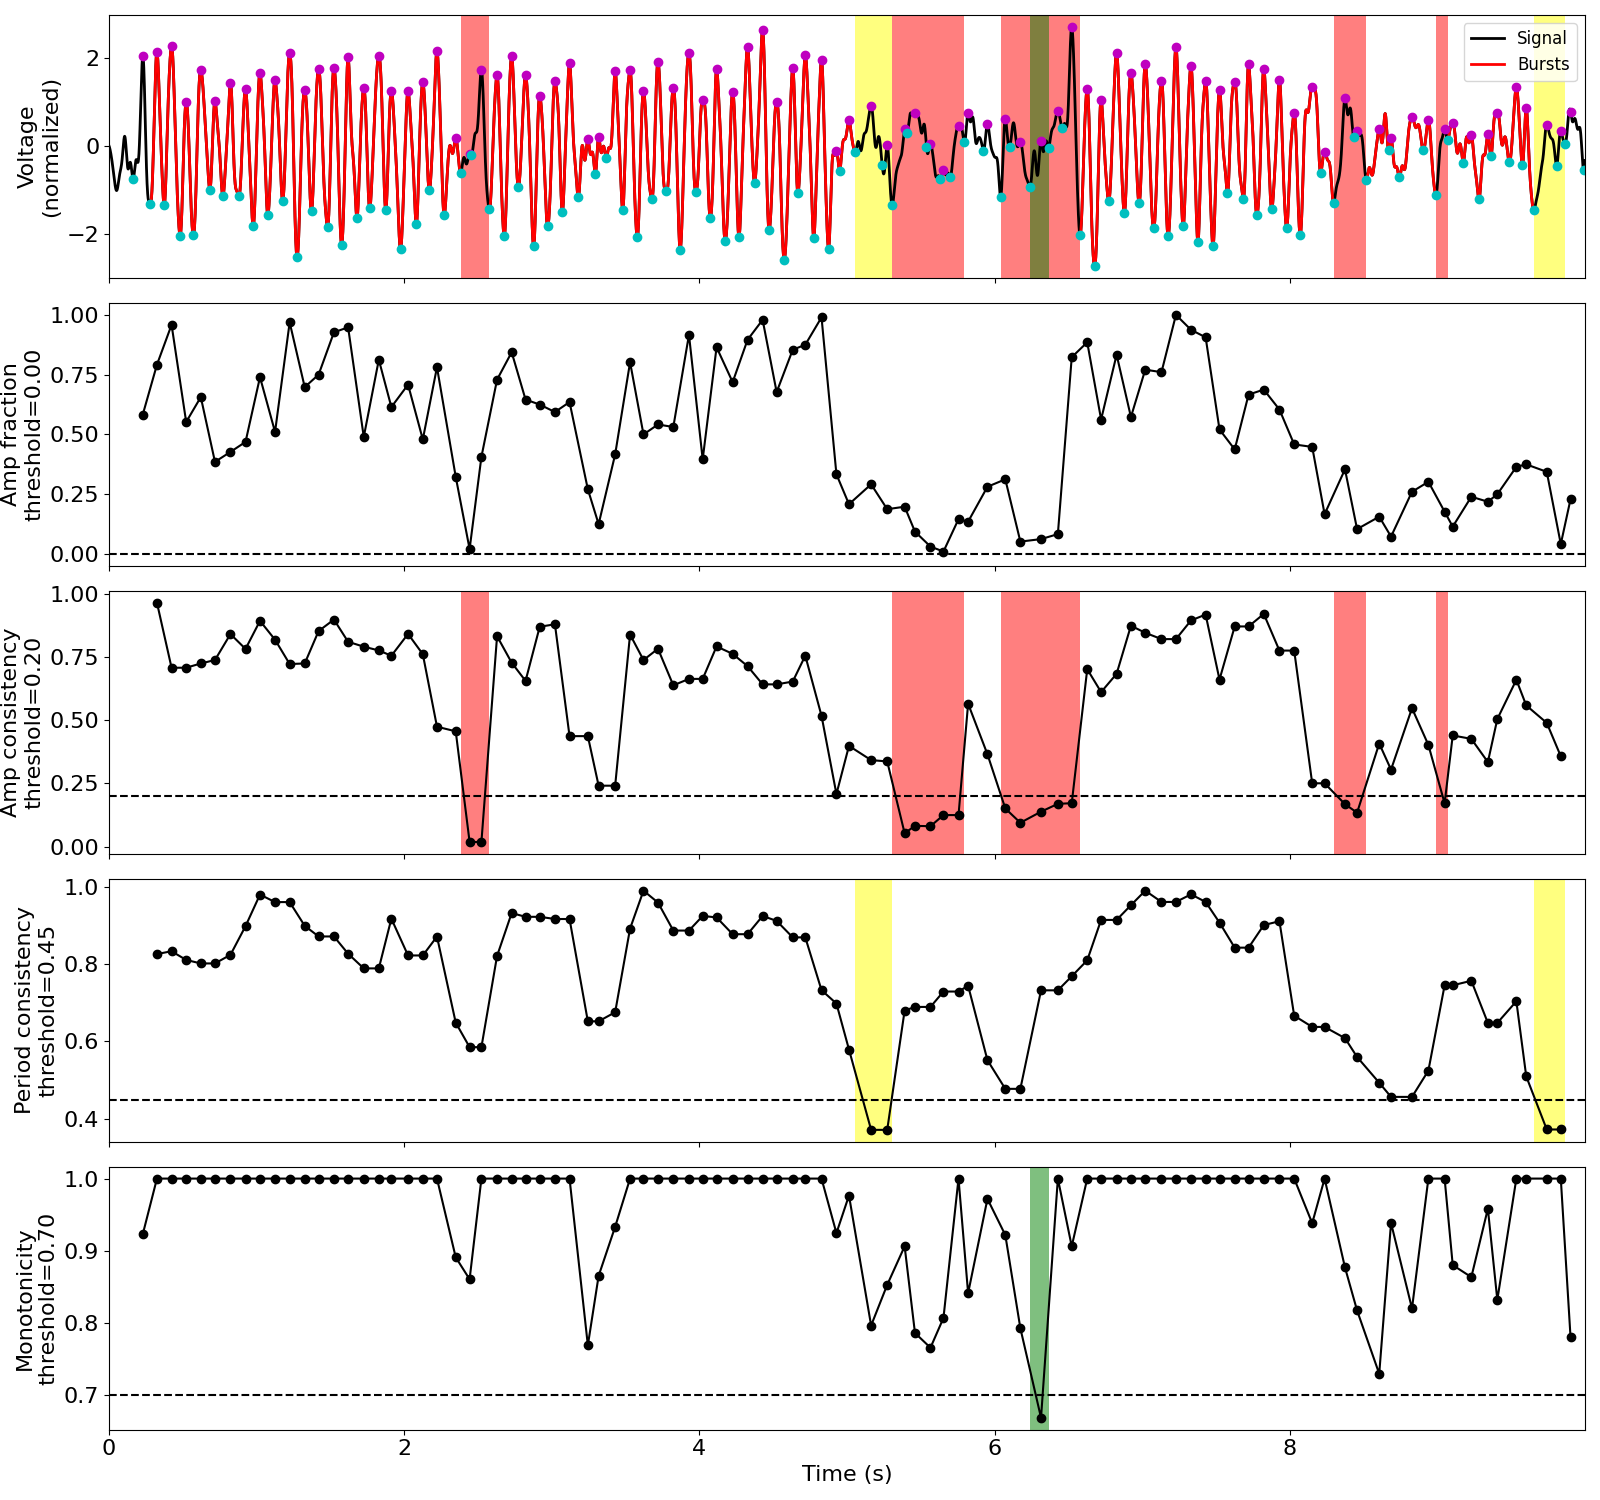 Voltage
(normalized)
2
0
−2
Signal
Bursts
Amp fraction
threshold=0.00
1.00
0.75
0.50
0.25
0.00
Amp consistency
threshold=0.20
1.00
0.75
0.50
0.25
0.00
Period consistency
threshold=0.45
1.0
0.8
0.6
0.4
Monotonicity
threshold=0.70
1.0
0.9
0.8
0.7
0 2 4 6 8
Time (s)